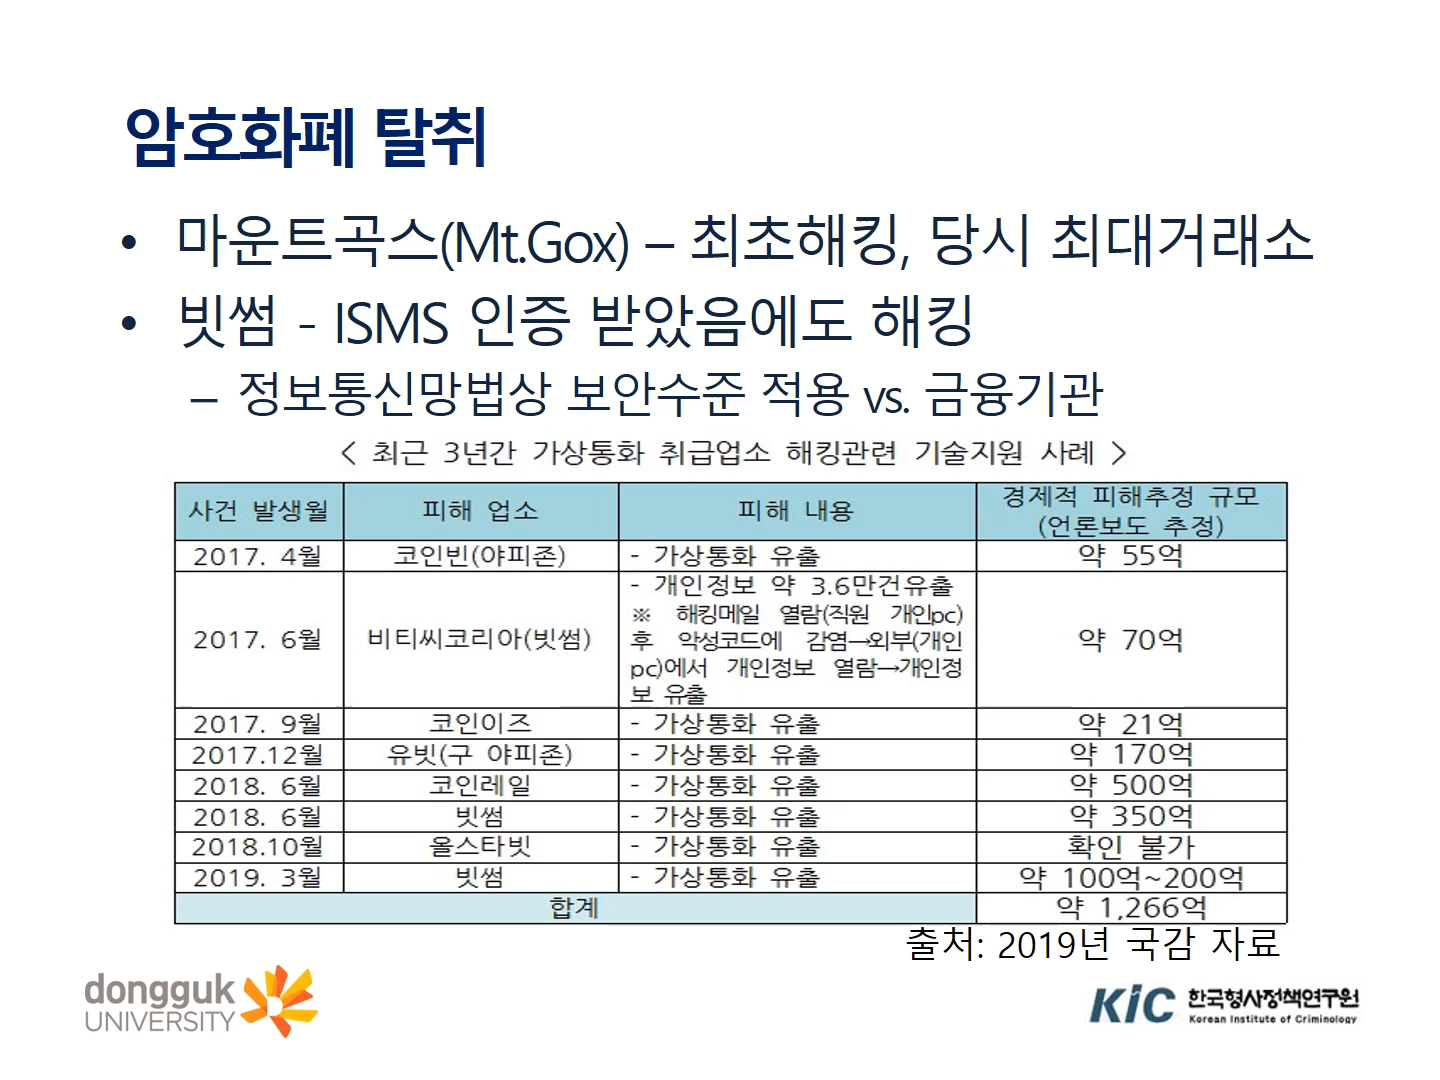 암호화폐 탈취
• 마운트곡스(Mt.Gox) – 최초해킹, 당시 최대거래소
• 빗썸 - ISMS 인증 받았음에도 해킹
– 정보통신망법상 보안수준 적용 vs. 금융기관
< 최근 3년간 가상통화 취급업소 해킹관련 기술지원 사례 >
사건 발생월 피해 업소 피해 내용 경제적 피해추정 규모
(언론보도 추정)
2017. 4월 코인빈(야피존) - 가상통화 유출 약 55억
2017. 6월 비티씨코리아(빗썸) - 개인정보 약 3.6만건유출
※ 해킹메일 열람(직원 개인pc)
후 악성코드에 감염→외부(개인
pc)에서 개인정보 열람→개인정
보 유출
약 70억
2017. 9월 코인이즈 - 가상통화 유출 약 21억
2017.12월 유빗(구 야피존) - 가상통화 유출 약 170억
2018. 6월 코인레일 - 가상통화 유출 약 500억
2018. 6월 빗썸 - 가상통화 유출 약 350억
2018.10월 올스타빗 - 가상통화 유출 확인 불가
2019. 3월 빗썸 - 가상통화 유출 약 100억~200억
합계 약 1,266억
출처: 2019년 국감 자료
dongguk
UNIVERSITY
KIC 한국형사정책연구원
Korean Institute of Criminology